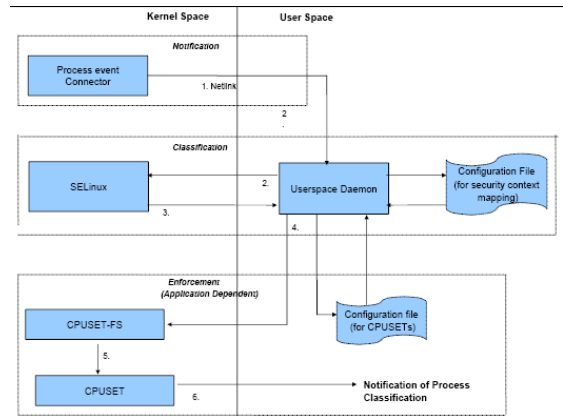 Kernel Space
User Space
Notification
Process event
Connector
1. Netlink
2
.
Classification
SELinux
2.
3.
Userspace Daemon
Configuration File
(for security context
mapping)
4.
Enforcement
(Application Dependent)
CPUSET-FS
Configuration file
(for CPUSETs)
5.
CPUSET
6.
Notification of Process
Classification